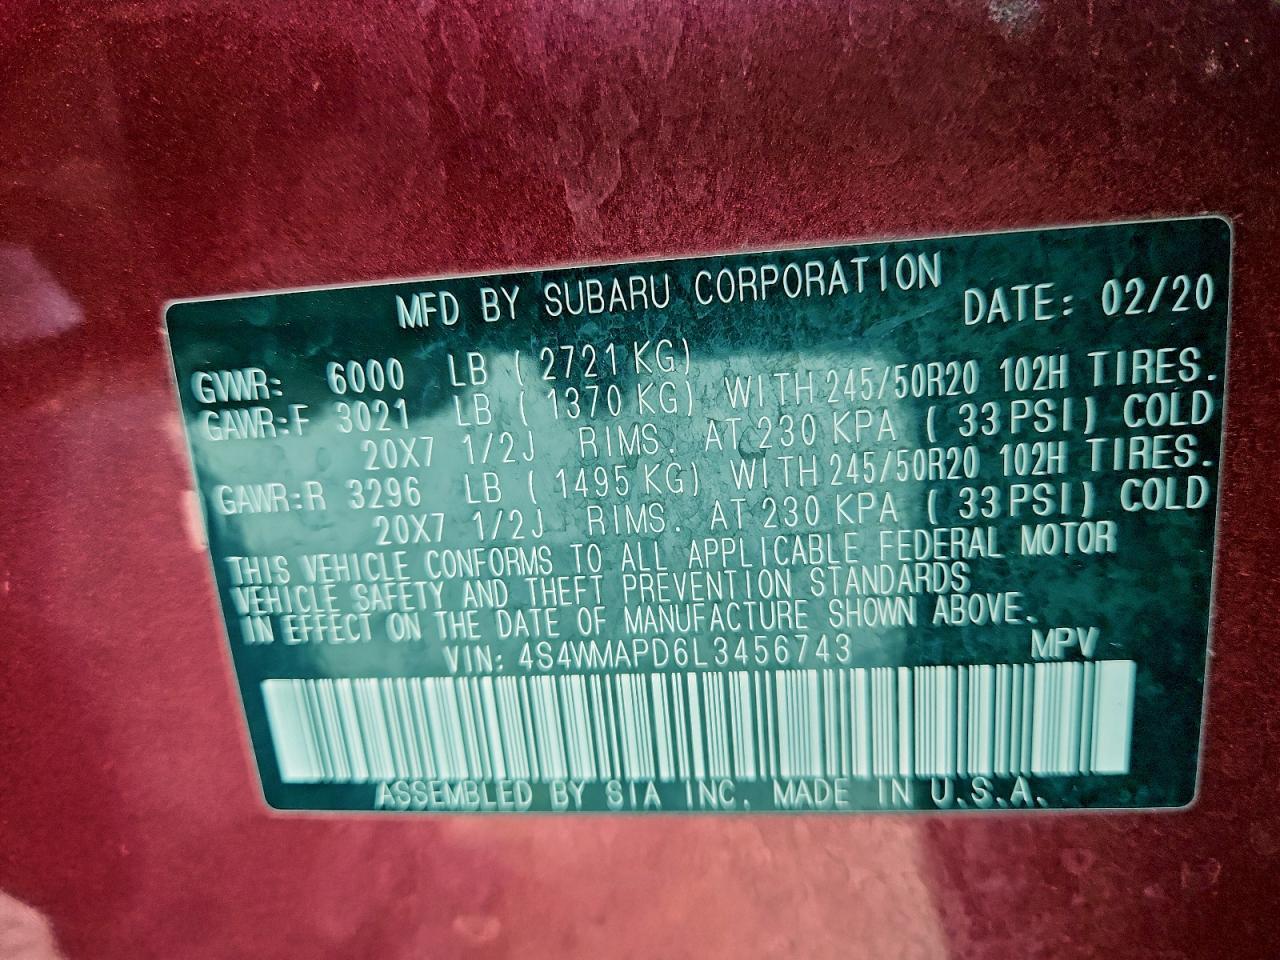 MFD BY SUBARU CORPORATION DATE: 02/20
GVWR: 6000 LB ( 2721 KG)
GAWR:F 3021 LB ( 1370 KG) WITH 245/50R20 102H TIRES.
20X7 1/2J RIMS. AT 230 KPA ( 33 PSI) COLD
GAWR:R 3296 LB ( 1495 KG) WITH 245/50R20 102H TIRES.
20X7 1/2J RIMS. AT 230 KPA ( 33 PSI) COLD
THIS VEHICLE CONFORMS TO ALL APPLICABLE FEDERAL MOTOR
VEHICLE SAFETY AND THEFT PREVENTION STANDARDS
IN EFFECT ON THE DATE OF MANUFACTURE SHOWN ABOVE.
VIN: 4S4WMAPD6L3456743 MPV
ASSEMBLED BY SIA INC. MADE IN U.S.A.